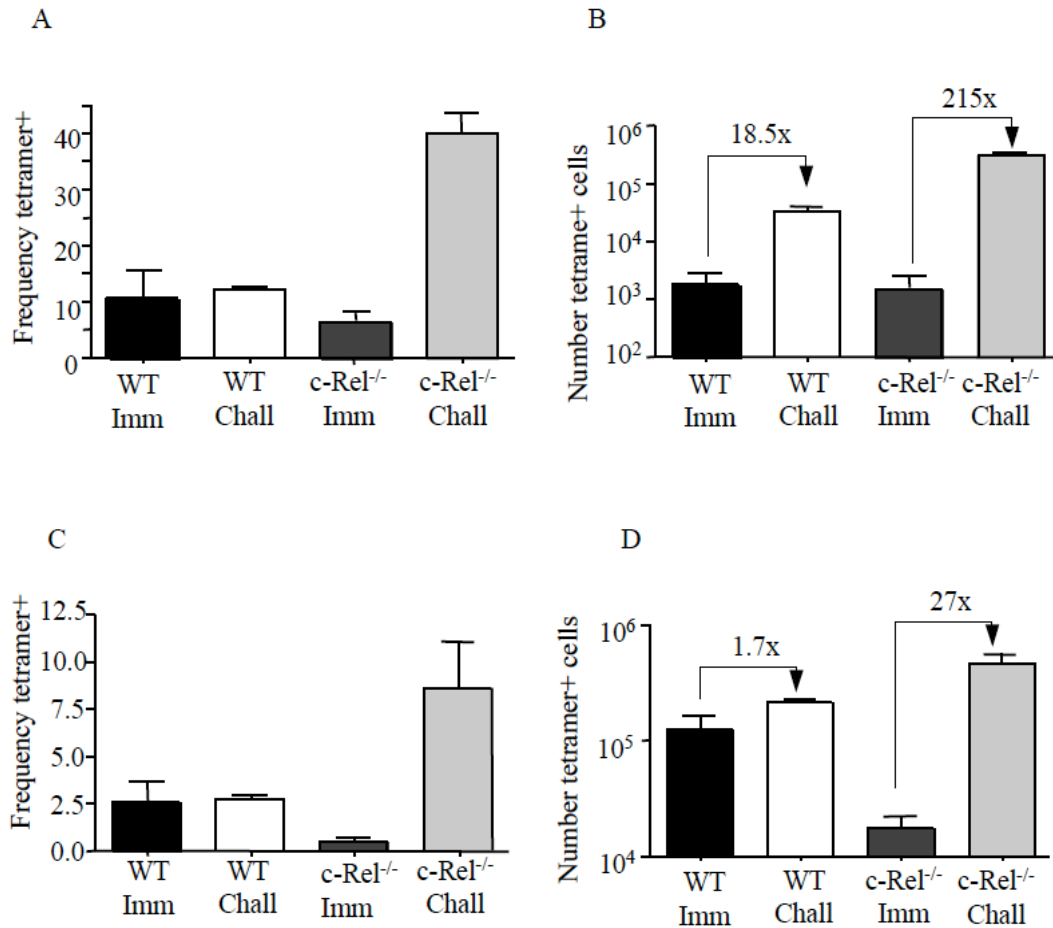 A
Frequency tetramer+
40
30
20
10
0
WT
Imm
WT
Chall
c-Rel-/-
Imm
c-Rel-/-
Chall
B
Number tetrame+ cells
10^6
10^5
10^4
10^3
10^2
18.5x
215x
WT
Imm
WT
Chall
c-Rel-/-
Imm
c-Rel-/-
Chall
C
Frequency tetramer+
12.5
10.0
7.5
2.5
2.5
0.0
WT
Imm
WT
Chall
c-Rel-/-
Imm
c-Rel-/-
Chall
D
Number tetramer+ cells
10^6
10^5
10^4
1.7x
27x
WT
Imm
WT
Chall
c-Rel-/-
Imm
c-Rel-/-
Chall